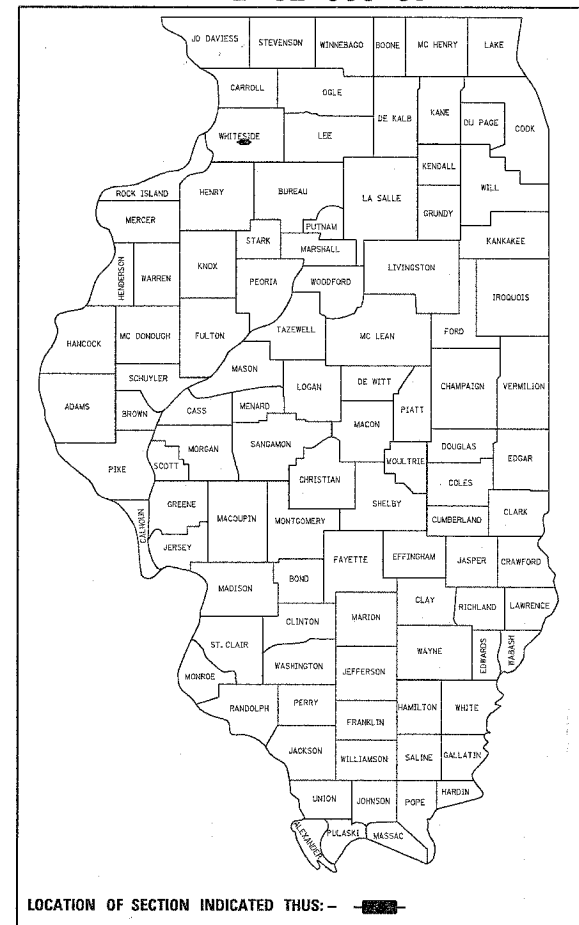 JO DAVIESS STEVENSON WINNEBAGO BOONE MC HENRY LAKE
CARROLL OGLE DE KALB KANE DU PAGE COOK
WHITESIDE LEE
KENDALL
ROCK ISLAND HENRY BUREAU LA SALLE WILL
MERCER PUTNAM GRUNDY
STARK MARSHALL KANKAKEE
HENDERSON WARREN KNOX PEORIA WOODFORD LIVINGSTON
IROQUOIS
HANCOCK MC DONOUGH FULTON TAZEWELL MC LEAN FORD
MASON
SCHUYLER LOGAN DE WITT CHAMPAIGN VERMILION
ADAMS BROWN CASS MENARD PIATT
MACON
MORGAN SANGAMON DOUGLAS
PIKE SCOTT MOULTRIE EDGAR
CHRISTIAN COLES
GREENE SHELBY
CALHOUN MACOUPIN MONTGOMERY CUMBERLAND CLARK
JERSEY
FAYETTE EFFINGHAM JASPER CRAWFORD
MADISON BOND
CLAY RICHLAND LAWRENCE
CLINTON MARION
ST. CLAIR WAYNE EDWARDS WABASH
WASHINGTON JEFFERSON
MONROE
RANDOLPH PERRY HAMILTON WHITE
FRANKLIN
JACKSON WILLIAMSON SALINE GALLATIN
HARDIN
UNION JOHNSON POPE
ALEXANDER PULASKI MASSAC
LOCATION OF SECTION INDICATED THUS: -